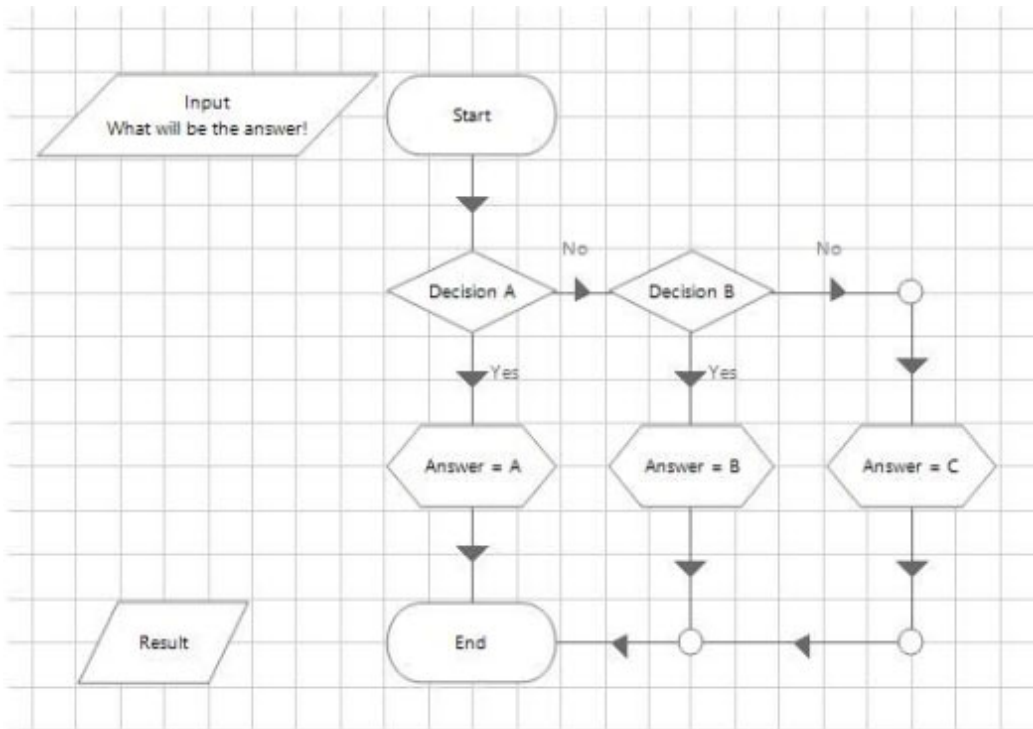 Input
What will be the answer!
Start
No
No
Decision A
Decision B
Yes
Yes
Answer = A
Answer = B
Answer = C
Result
End